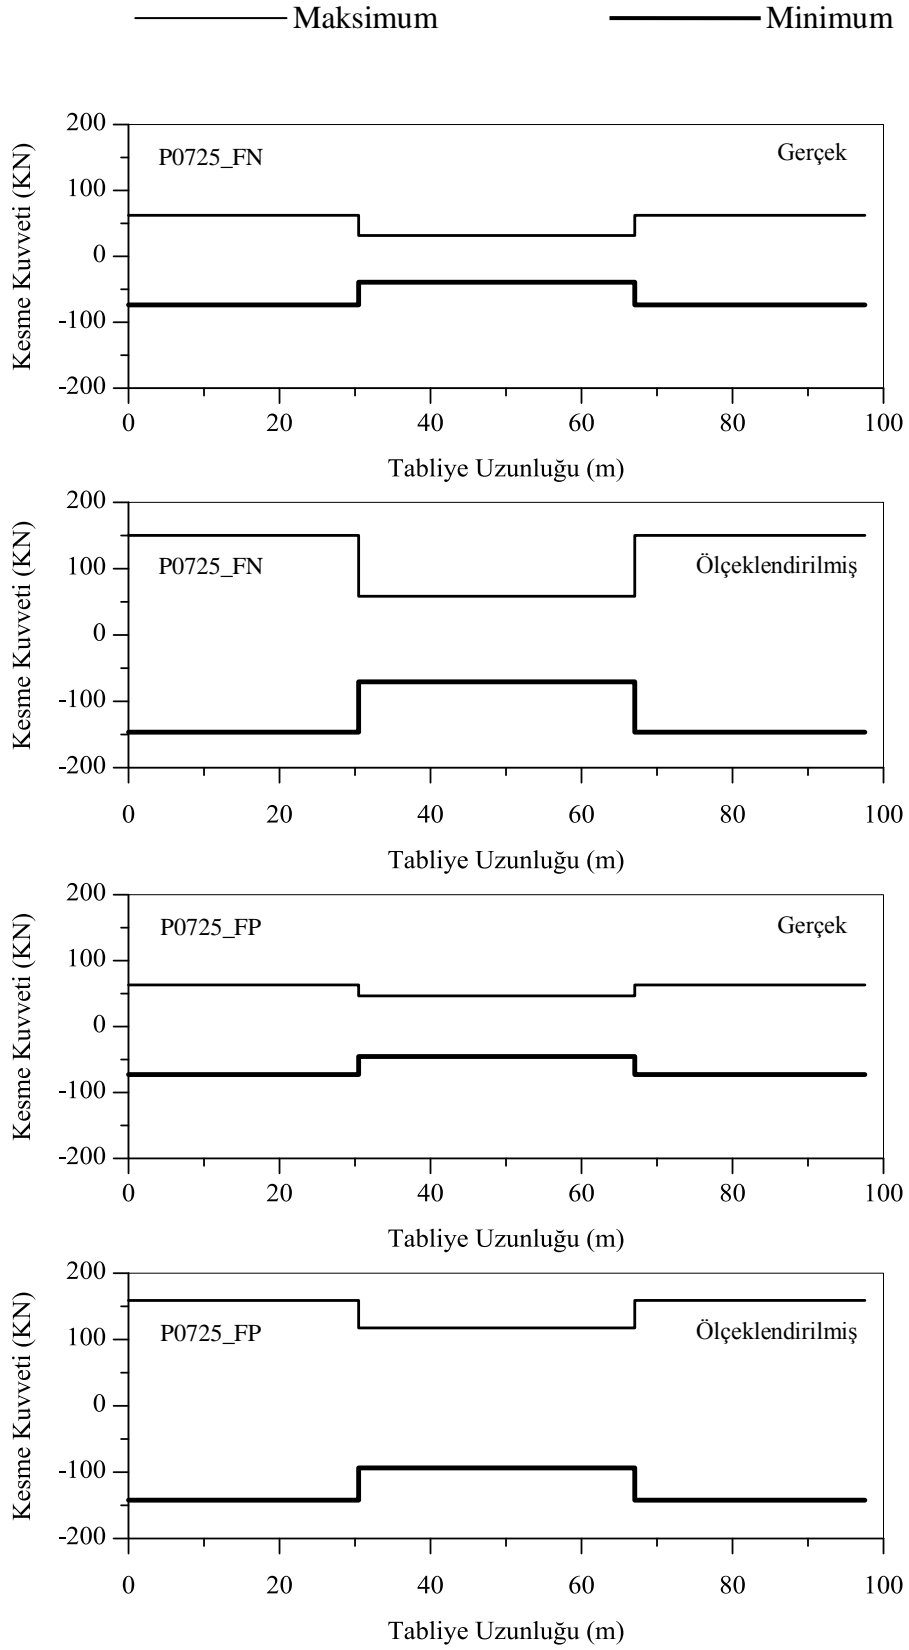 Maksimum Minimum
200
P0725_FN Gerçek
100
0
-100
-200
Kesme Kuvveti (KN)
0 20 40 60 80 100
Tabliye Uzunluğu (m)
200
P0725_FN Ölçeklendirilmiş
100
0
-100
-200
Kesme Kuvveti (KN)
0 20 40 60 80 100
Tabliye Uzunluğu (m)
200
P0725_FP Gerçek
100
0
-100
-200
Kesme Kuvveti (KN)
0 20 40 60 80 100
Tabliye Uzunluğu (m)
200
P0725_FP Ölçeklendirilmiş
100
0
-100
-200
Kesme Kuvveti (KN)
0 20 40 60 80 100
Tabliye Uzunluğu (m)